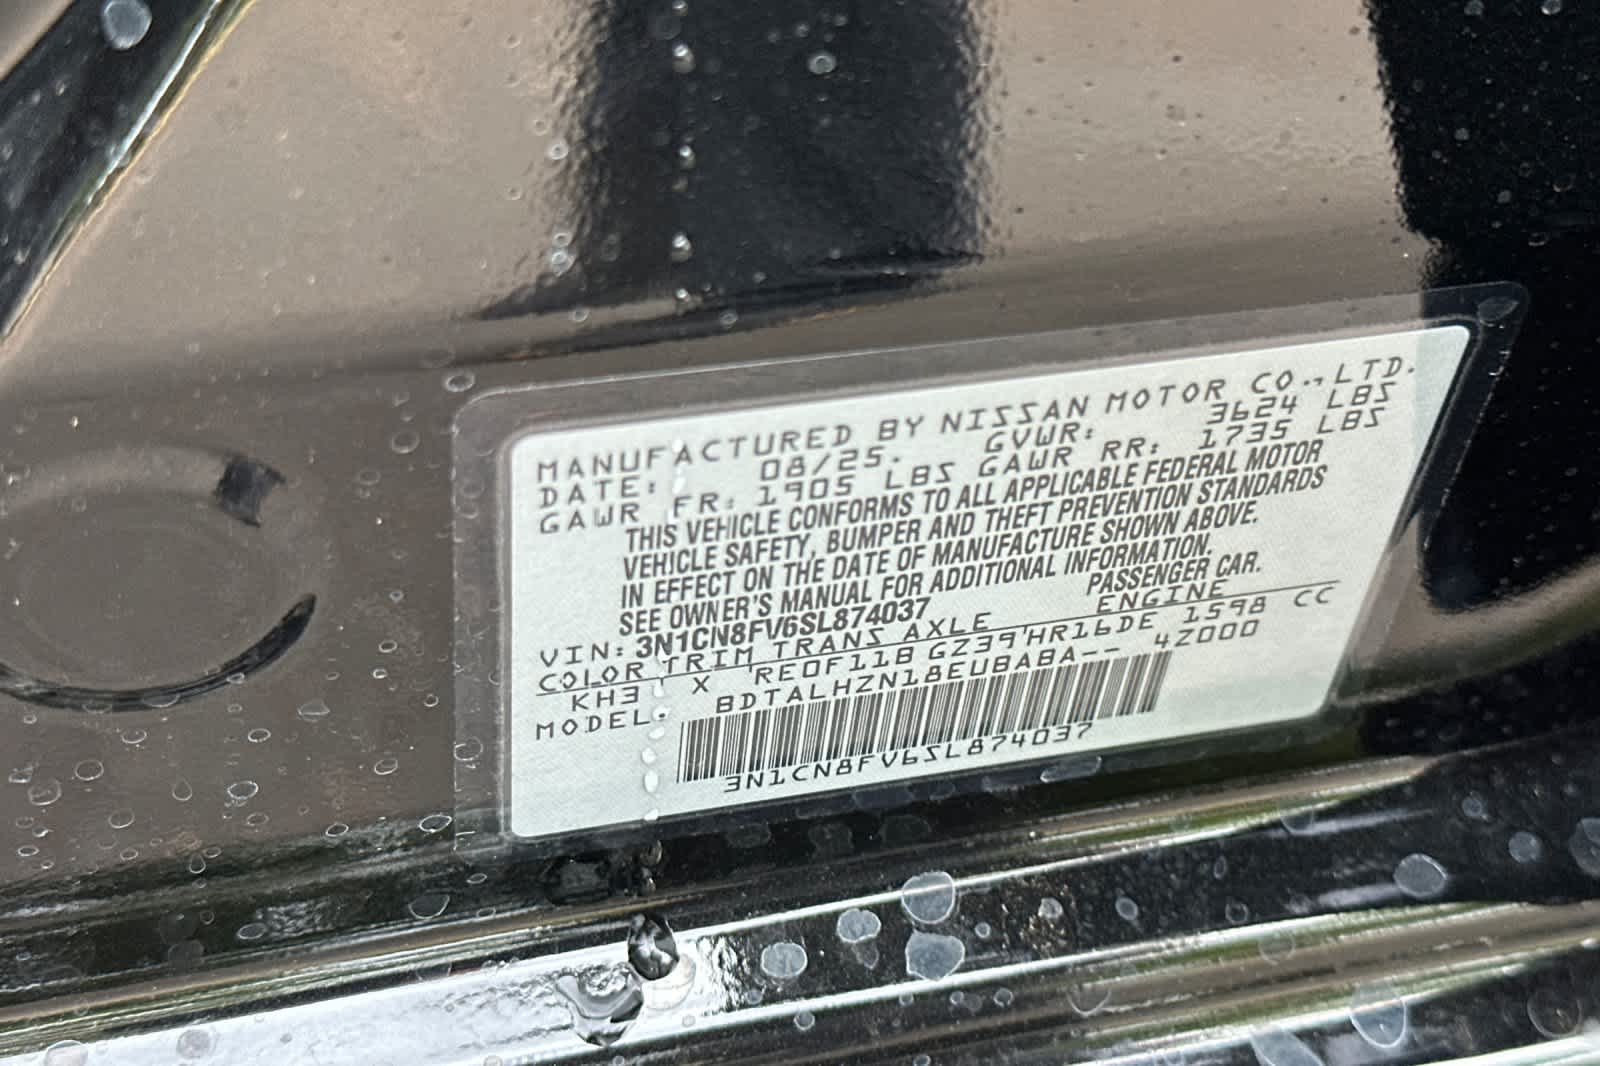 MANUFACTURED BY NISSAN MOTOR CO.,LTD.
DATE: 08/25. GVWR: 3624 LBS
GAWR FR: 1905 LBS GAWR RR: 1735 LBS
THIS VEHICLE CONFORMS TO ALL APPLICABLE FEDERAL MOTOR
VEHICLE SAFETY, BUMPER AND THEFT PREVENTION STANDARDS
IN EFFECT ON THE DATE OF MANUFACTURE SHOWN ABOVE.
SEE OWNER'S MANUAL FOR ADDITIONAL INFORMATION.
VIN: 3N1CN8FV6SL874037 PASSENGER CAR.
COLOR TRIM TRANS AXLE ENGINE
KH3 X RE0F11B GZ39 HR16DE 1598 CC
MODEL: BDTALHZN18EUBABA-- 4Z000
3N1CN8FV6SL874037